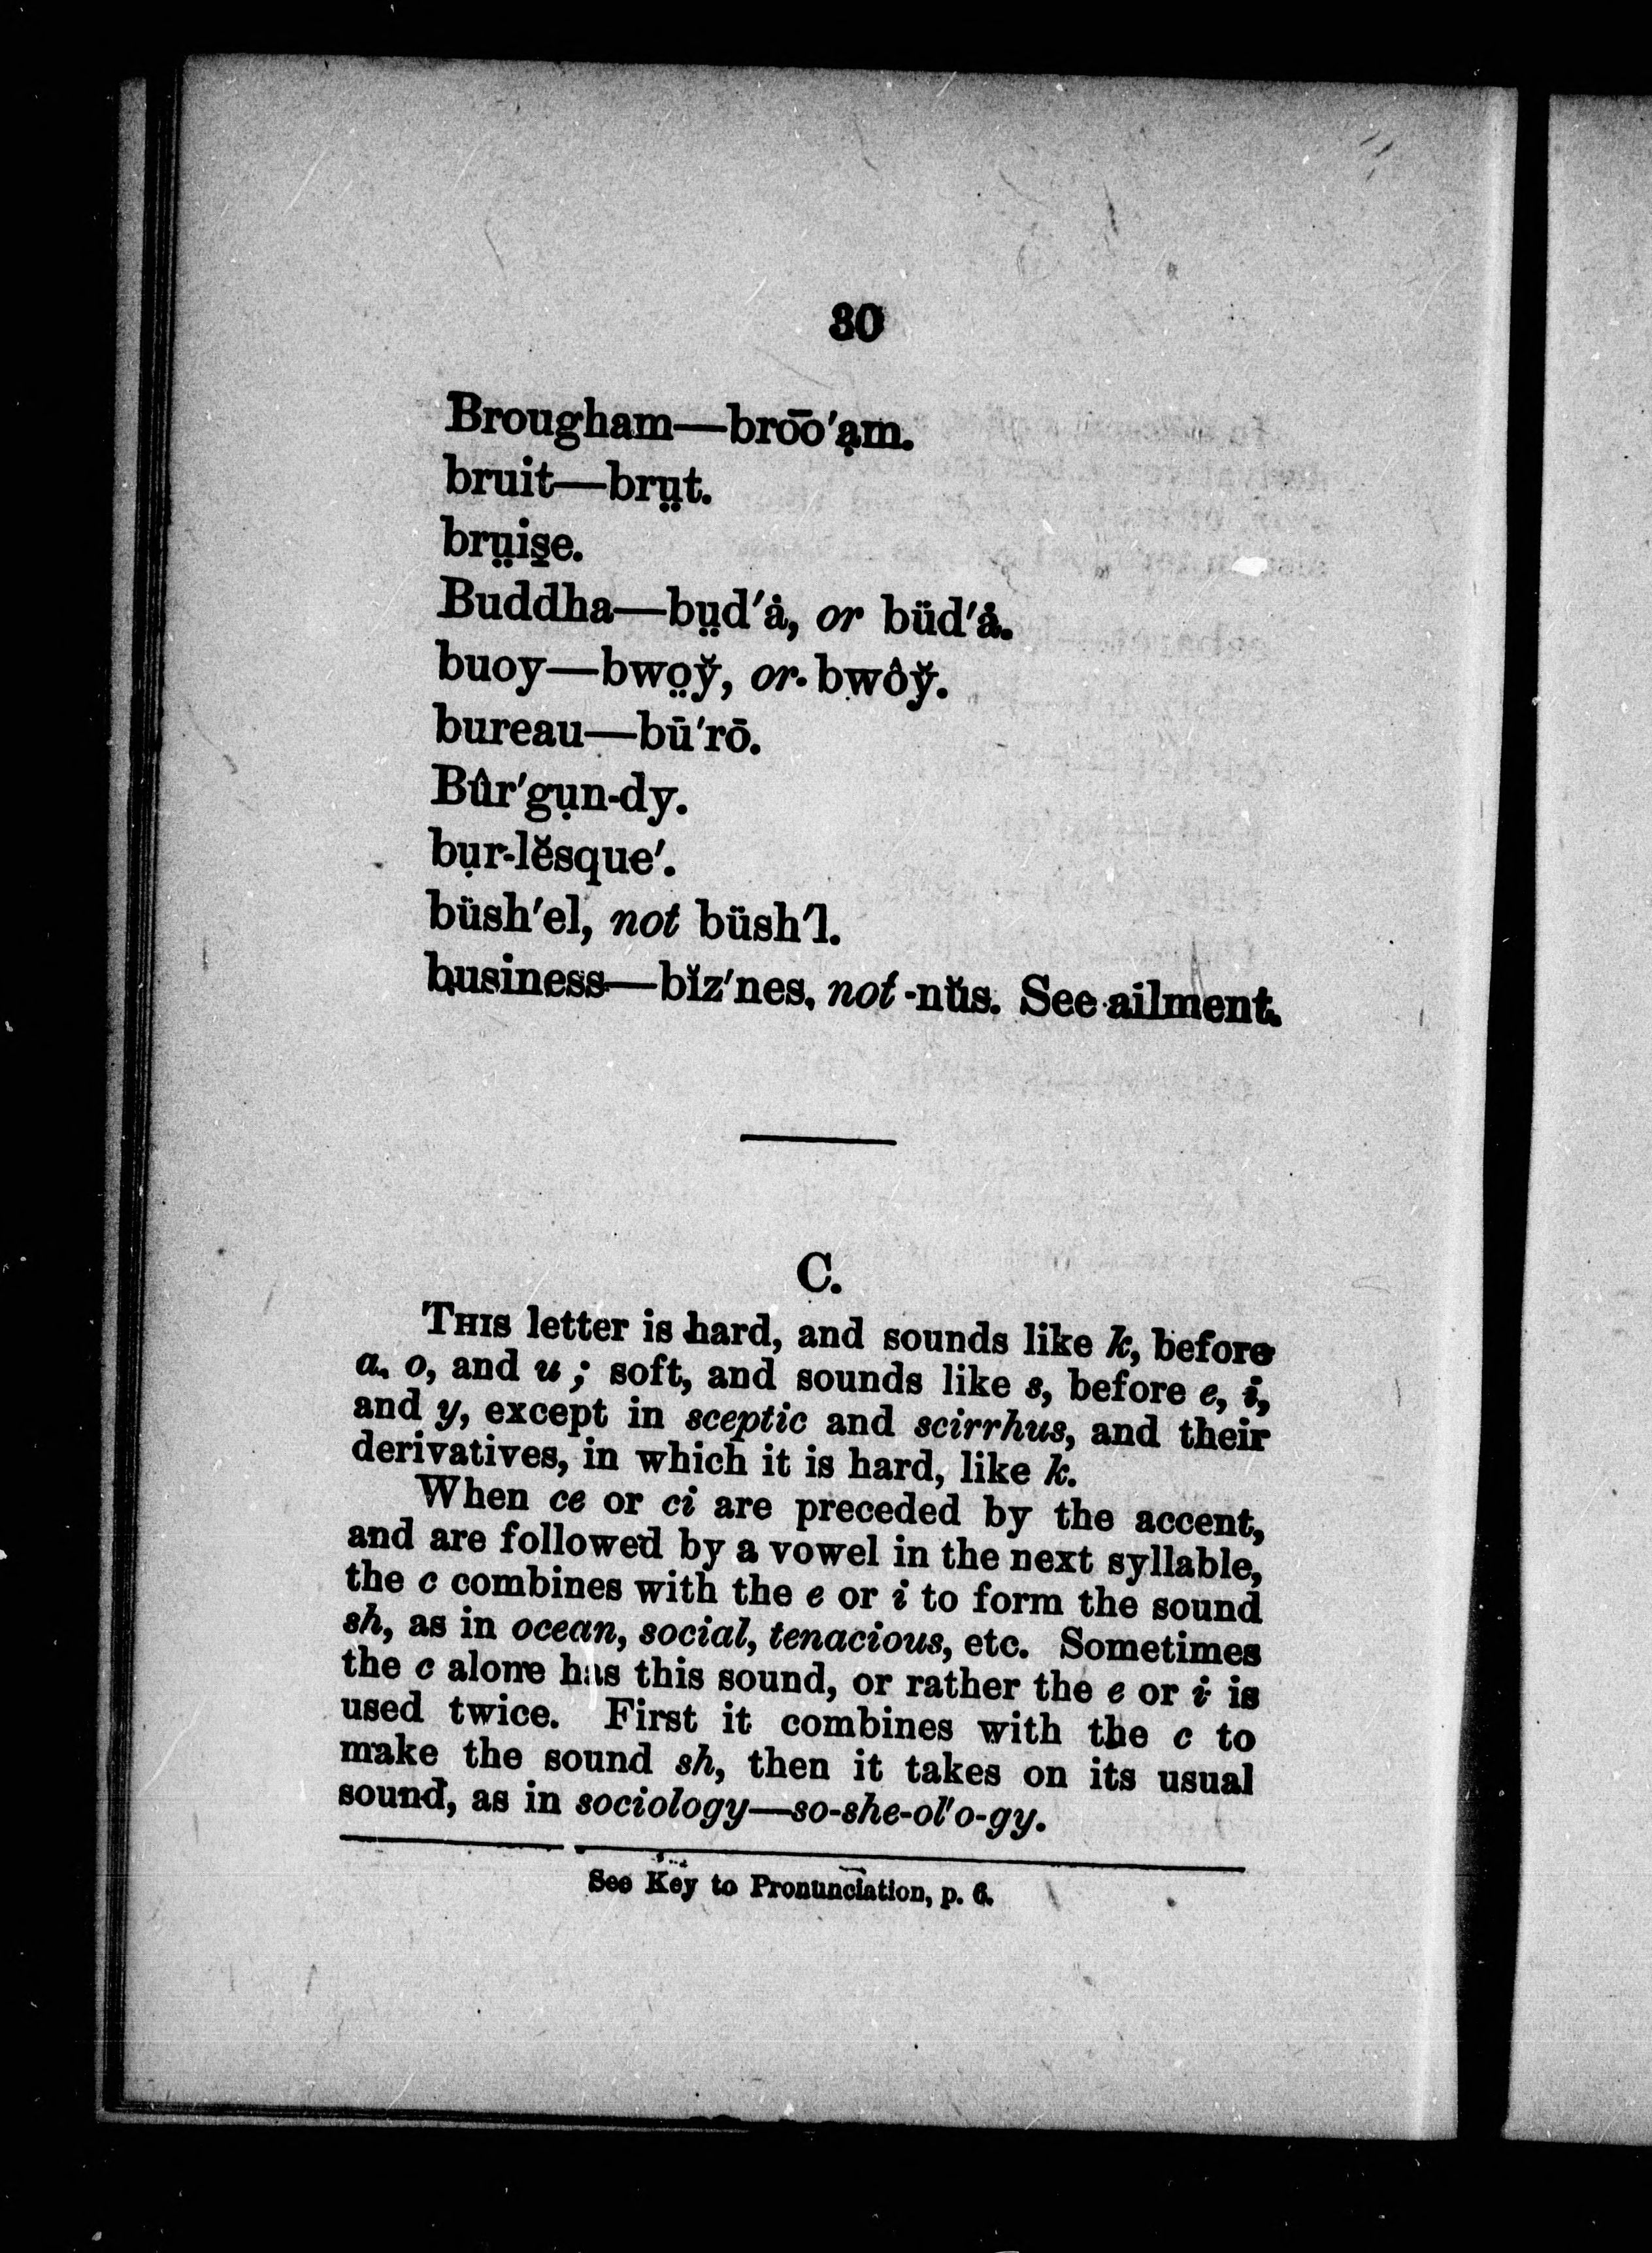 30
Brougham—bro͞o′ạm.
bruit—brṳt.
brṳis̱e.
Buddha—bṳd′ȧ, or büd′ȧ.
buoy—bwo̤y̆, or bwôy̆.
bureau—bū′rō.
Bûr′gụn-dy.
bụr-lĕsque′.
büsh′el, not büsh′l.
business—bĭz′nes, not -nŭs. See ailment.
C.
THIS letter is hard, and sounds like k, before
a, o, and u; soft, and sounds like s, before e, i,
and y, except in sceptic and scirrhus, and their
derivatives, in which it is hard, like k.
When ce or ci are preceded by the accent,
and are followed by a vowel in the next syllable,
the c combines with the e or i to form the sound
sh, as in ocean, social, tenacious, etc. Sometimes
the c alone has this sound, or rather the e or i is
used twice. First it combines with the c to
make the sound sh, then it takes on its usual
sound, as in sociology—so-she-ol′o-gy.
See Key to Pronunciation, p. 6.